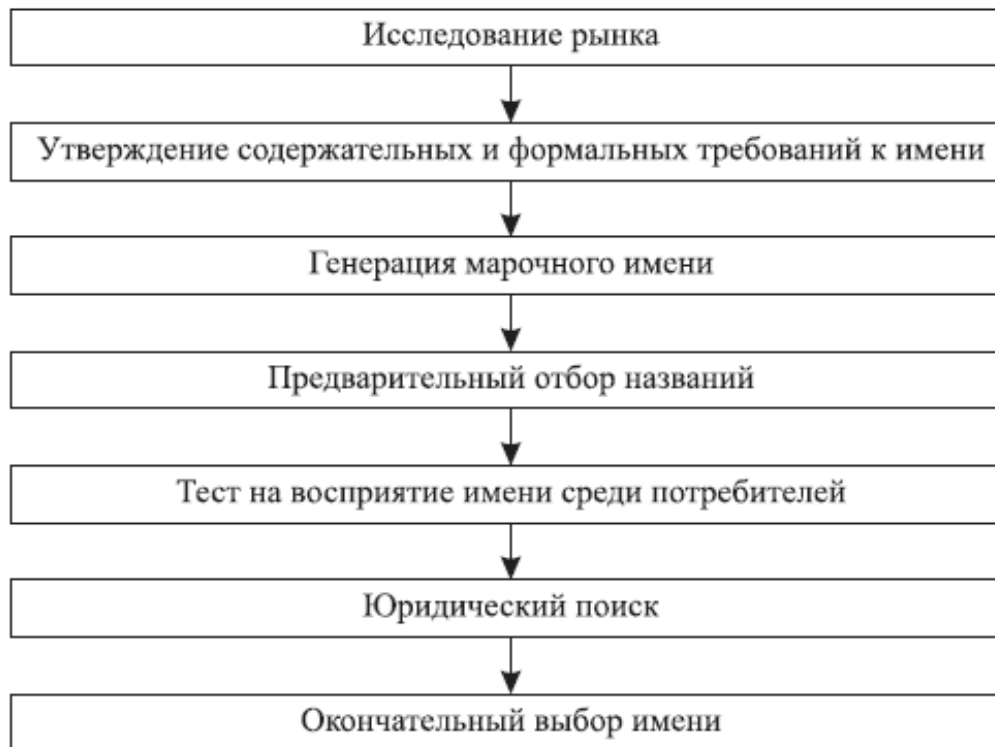 Исследование рынка
Утверждение содержательных и формальных требований к имени
Генерация марочного имени
Предварительный отбор названий
Тест на восприятие имени среди потребителей
Юридический поиск
Окончательный выбор имени